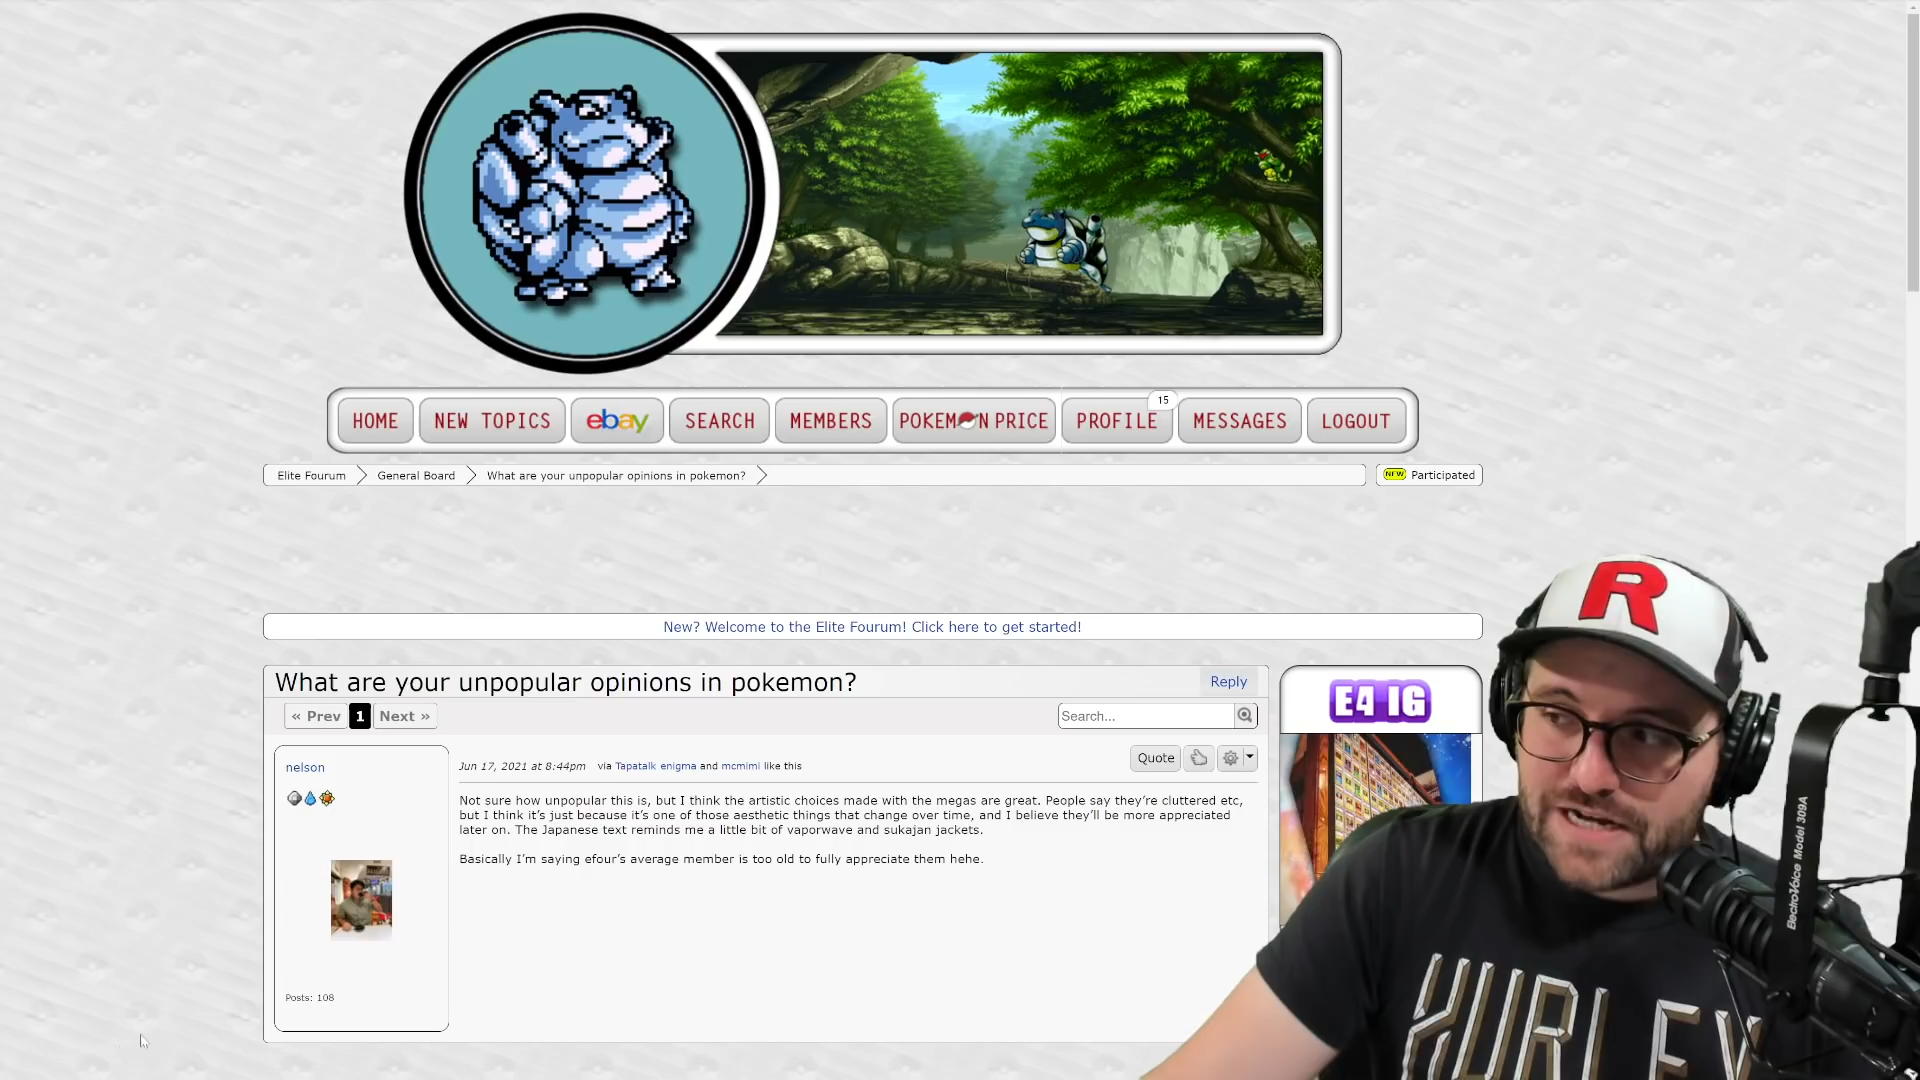 HOME
NEW TOPICS
ebay
SEARCH
MEMBERS
POKEMON PRICE
PROFILE
15
MESSAGES
LOGOUT
Elite Fourum
General Board
What are your unpopular opinions in pokemon?
NEW Participated
New? Welcome to the Elite Fourum! Click here to get started!
What are your unpopular opinions in pokemon?
Reply
« Prev 1 Next »
Search...
E4 IG
nelson
Jun 17, 2021 at 8:44pm via Tapatalk enigma and mcmiml like this
Quote
Not sure how unpopular this is, but I think the artistic choices made with the megas are great. People say they're cluttered etc,
but I think it's just because it's one of those aesthetic things that change over time, and I believe they'll be more appreciated
later on. The Japanese text reminds me a little bit of vaporwave and sukajan jackets.
Basically I'm saying efour's average member is too old to fully appreciate them hehe.
Posts: 108
R
ElectroVoice Model 309A
HURLEY